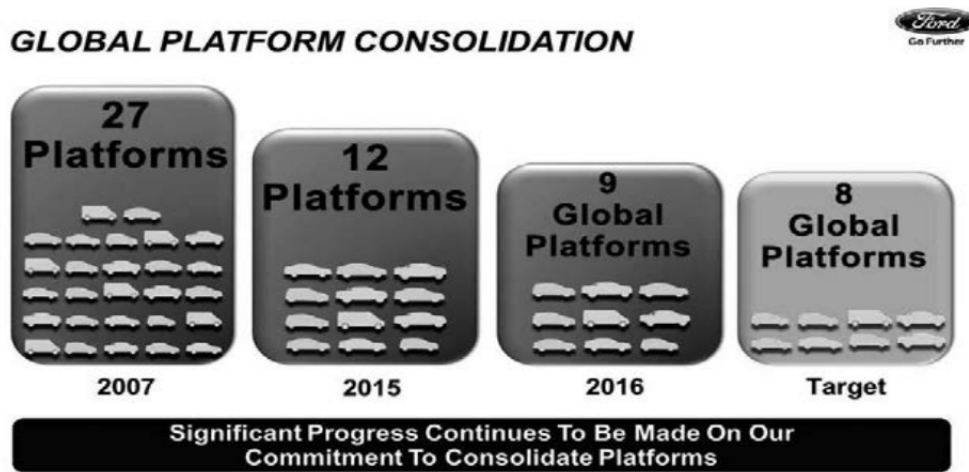 GLOBAL PLATFORM CONSOLIDATION
Ford
Go Further
27
Platforms
12
Platforms
9
Global
Platforms
8
Global
Platforms
2007
2015
2016
Target
Significant Progress Continues To Be Made On Our
Commitment To Consolidate Platforms